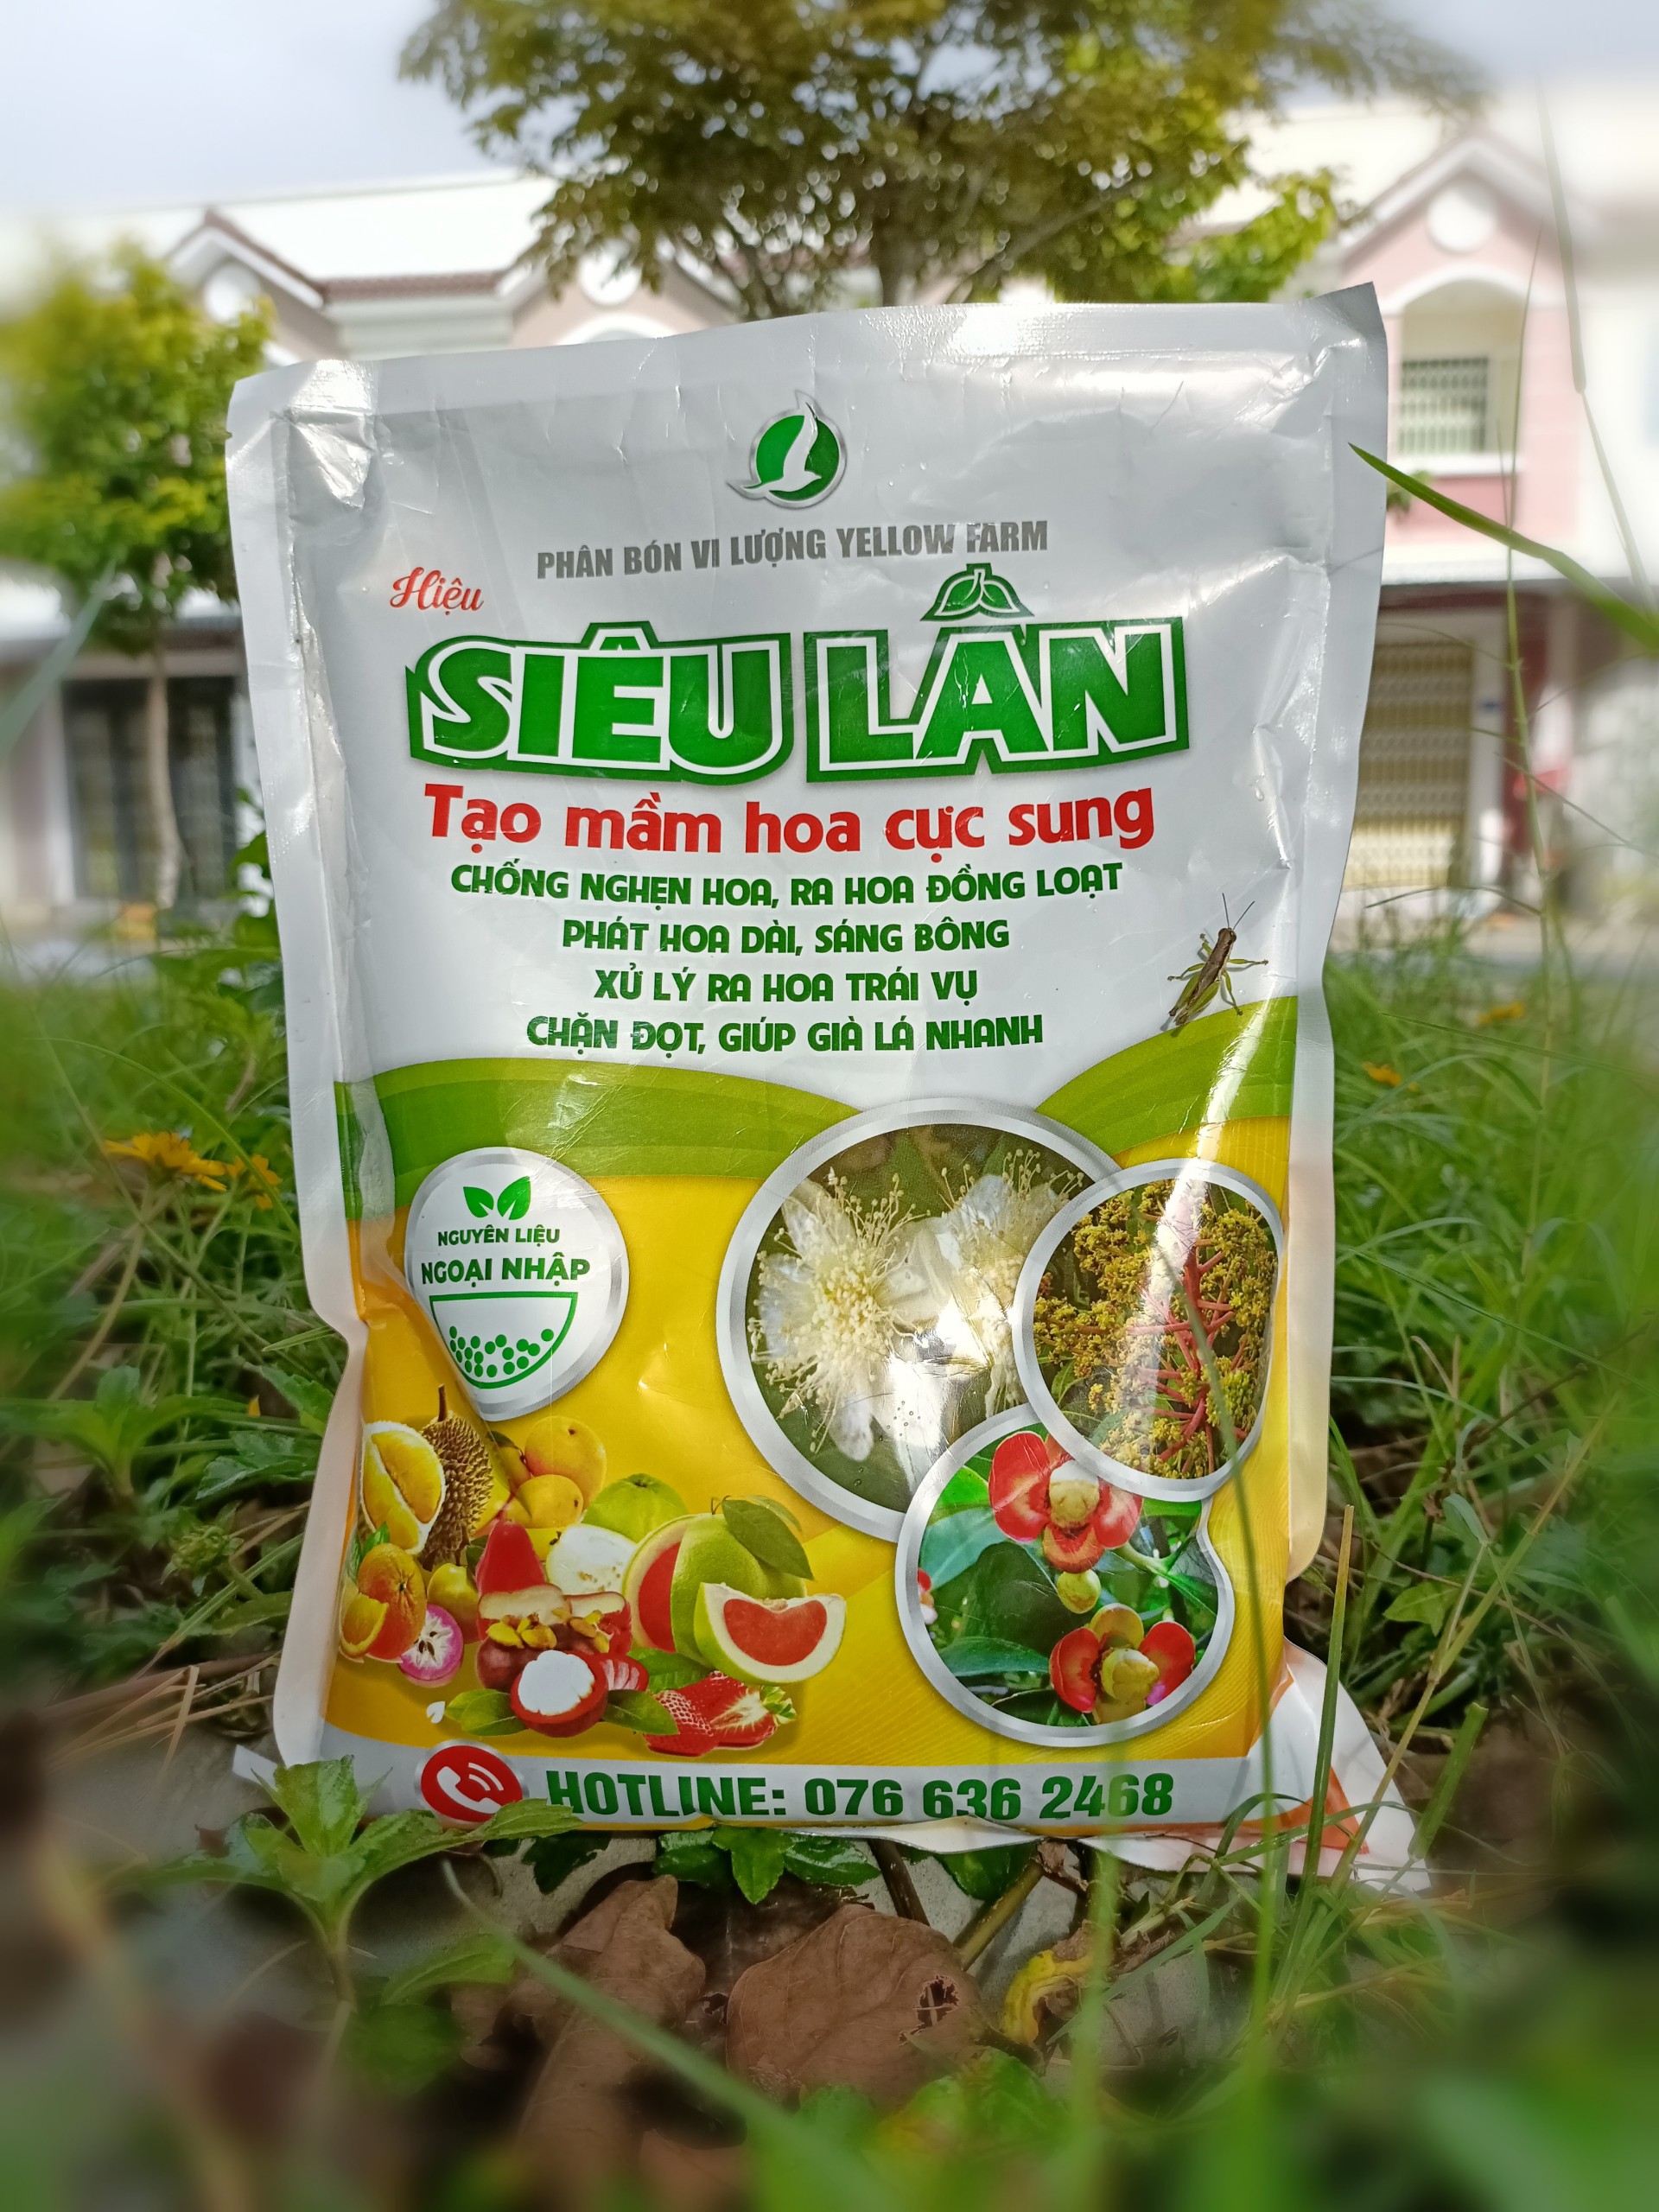 PHÂN BÓN VI LƯỢNG YELLOW FARM
Hiệu
SIÊU LÂN
Tạo mầm hoa cực sung
CHỐNG NGHẸN HOA, RA HOA ĐỒNG LOẠT
PHÁT HOA DÀI, SÁNG BÔNG
XỬ LÝ RA HOA TRÁI VỤ
CHẶN ĐỌT, GIÚP GIÀ LÁ NHANH
NGUYÊN LIỆU
NGOẠI NHẬP
HOTLINE: 076 636 2468